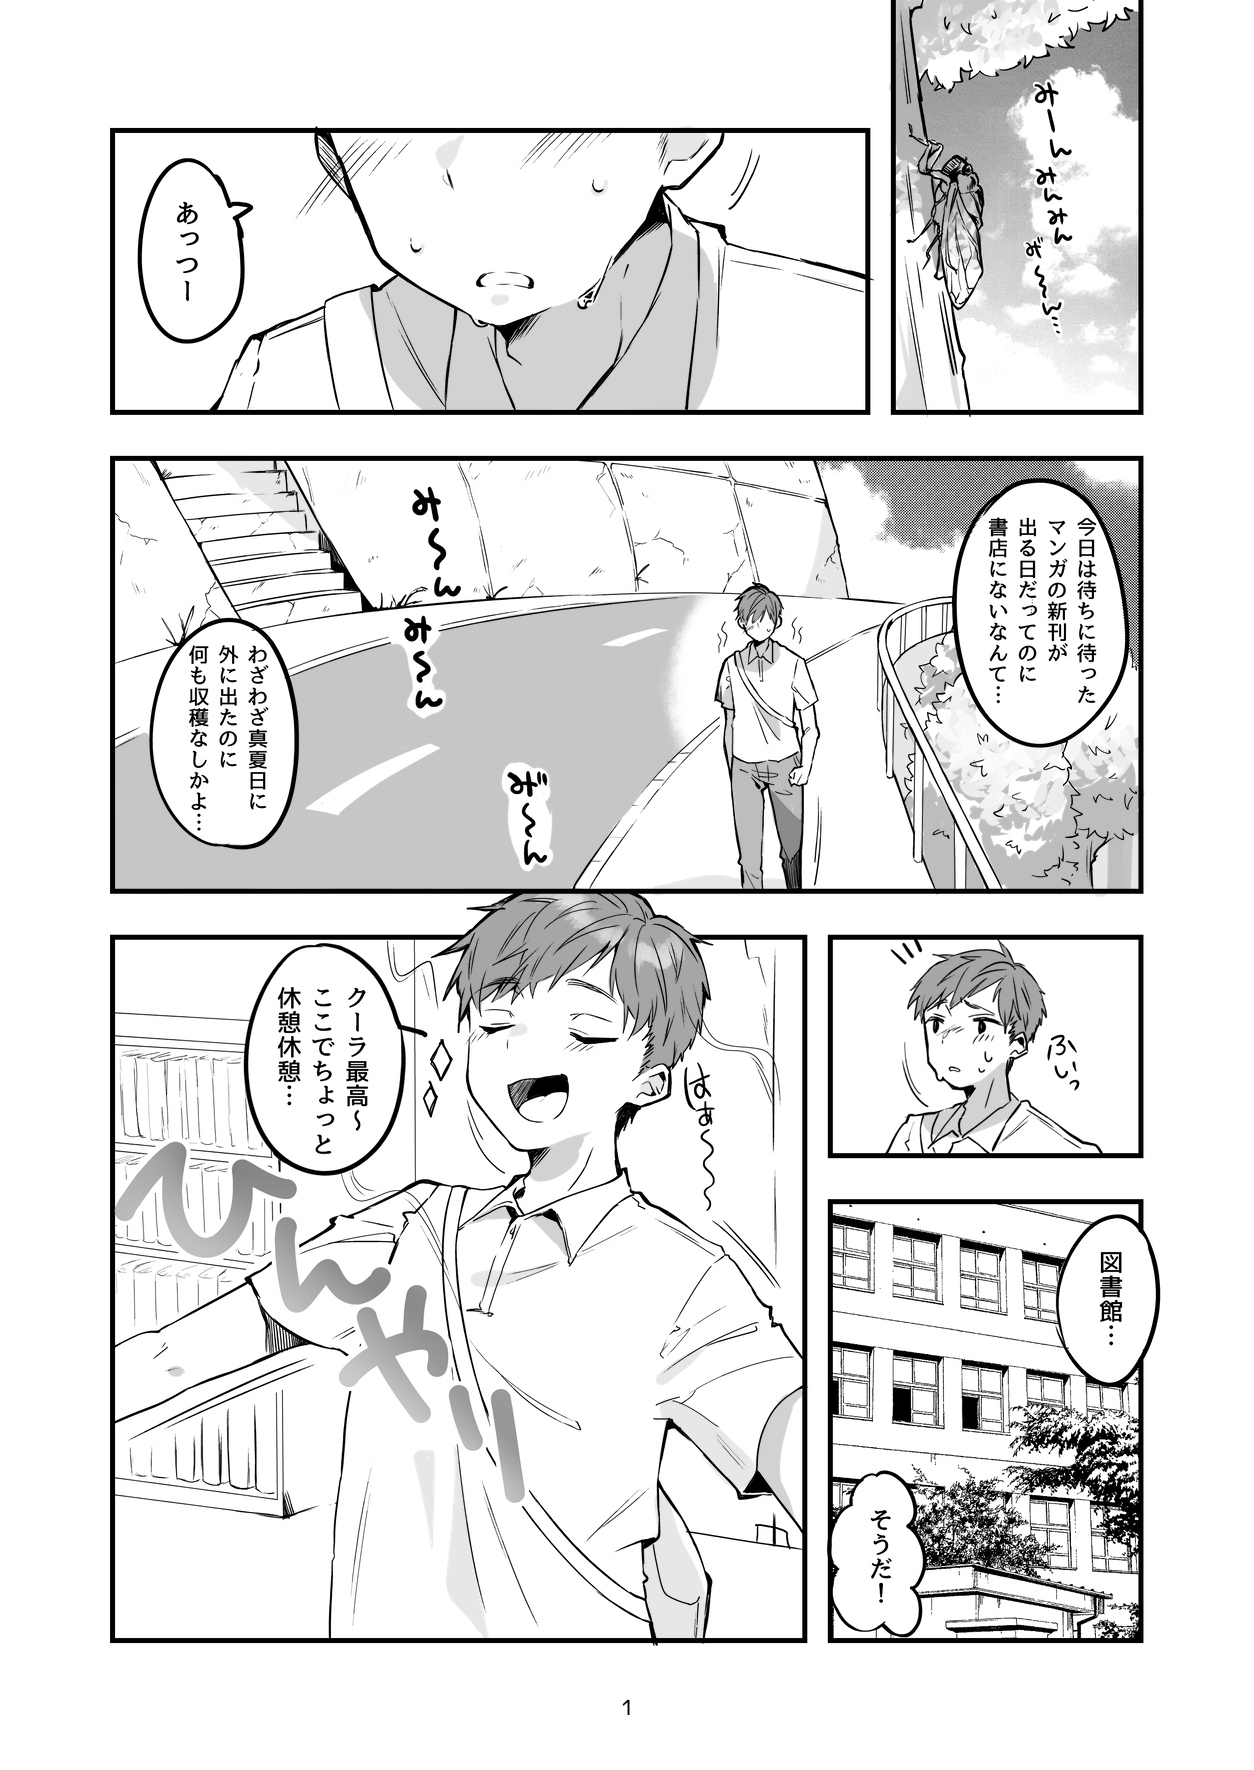 みーんみんみん
み゛〜〜ん…
あっつー
今日は待ちに待った
マンガの新刊が
出る日だってのに
書店にないなんて…
み〜〜ん
み〜〜ん
み゛〜〜ん
わざわざ真夏日に
外に出たのに
何も収穫なしかよ…
ふいっ
図書館…
そうだ！
クーラ最高〜
ここでちょっと
休憩休憩…
はぁ〜〜
ひんやり
1